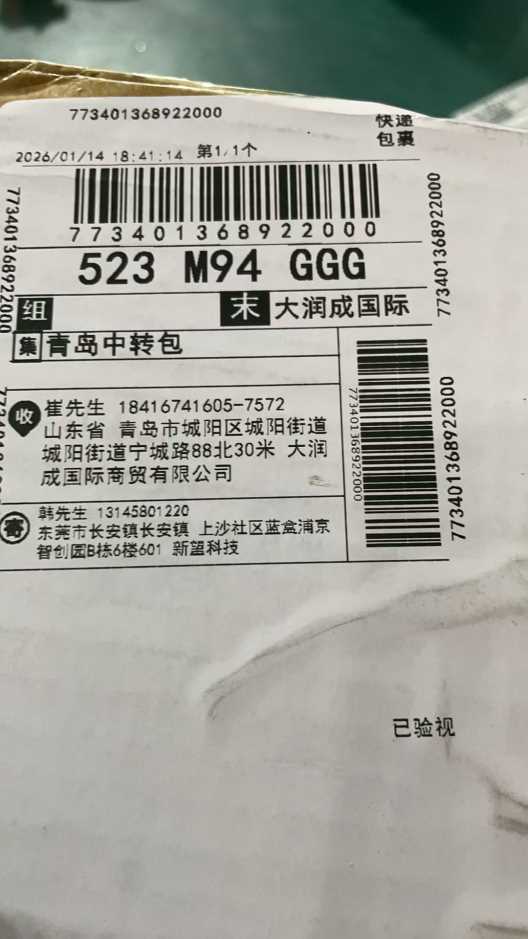 773401368922000
快递
包裹
2026/01/14 18:41:14 第1/1个
773401368922000
523 M94 GGG
组 末 大润成国际
集 青岛中转包
收 崔先生 18416741605-7572
山东省 青岛市城阳区城阳街道
城阳街道宁城路88北30米 大润
成国际商贸有限公司
寄 韩先生 13145801220
东莞市长安镇长安镇 上沙社区蓝盒浦京
智创园B栋6楼601 新望科技
773401368922000
773401368922000
773401368922000
773401368922000
已验视